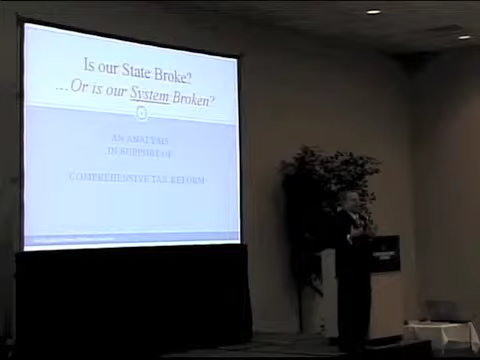 Is our State Broke?
…Or is our System Broken?
AN ANALYSIS
IN SUPPORT OF
COMPREHENSIVE TAX REFORM